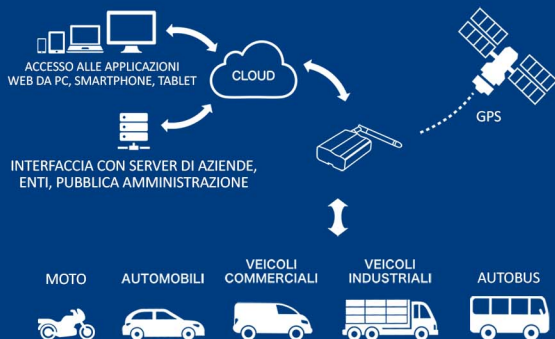 ACCESSO ALLE APPLICAZIONI
WEB DA PC, SMARTPHONE, TABLET
CLOUD
GPS
INTERFACCIA CON SERVER DI AZIENDE,
ENTI, PUBBLICA AMMINISTRAZIONE
MOTO
AUTOMOBILI
VEICOLI
COMMERCIALI
VEICOLI
INDUSTRIALI
AUTOBUS